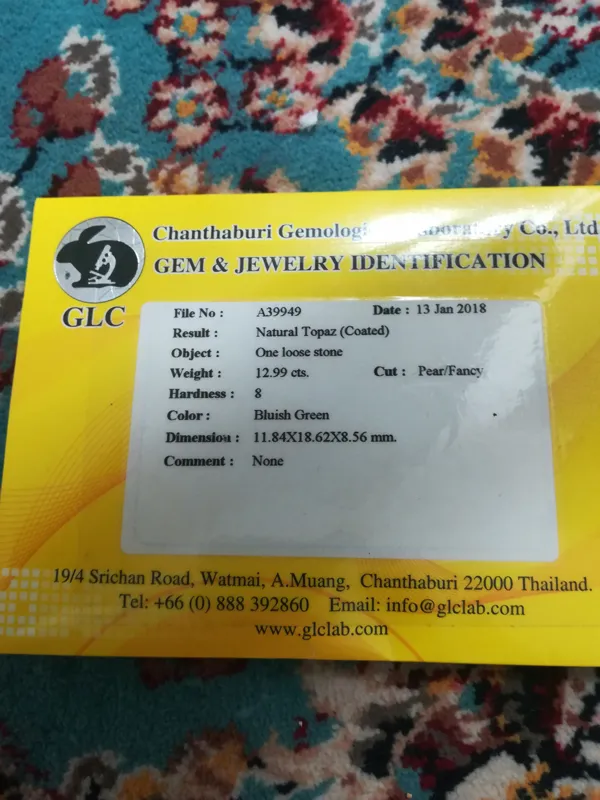 Chanthaburi Gemologi Co., Ltd
GEM & JEWELRY IDENTIFICATION
GLC
File No : A39949 Date : 13 Jan 2018
Result : Natural Topaz (Coated)
Object : One loose stone
Weight : 12.99 cts. Cut : Pear/Fancy
Hardness : 8
Color : Bluish Green
Dimension : 11.84X18.62X8.56 mm.
Comment : None
19/4 Srichan Road, Watmai, A.Muang, Chanthaburi 22000 Thailand.
Tel: +66 (0) 888 392860 Email: info@glclab.com
www.glclab.com